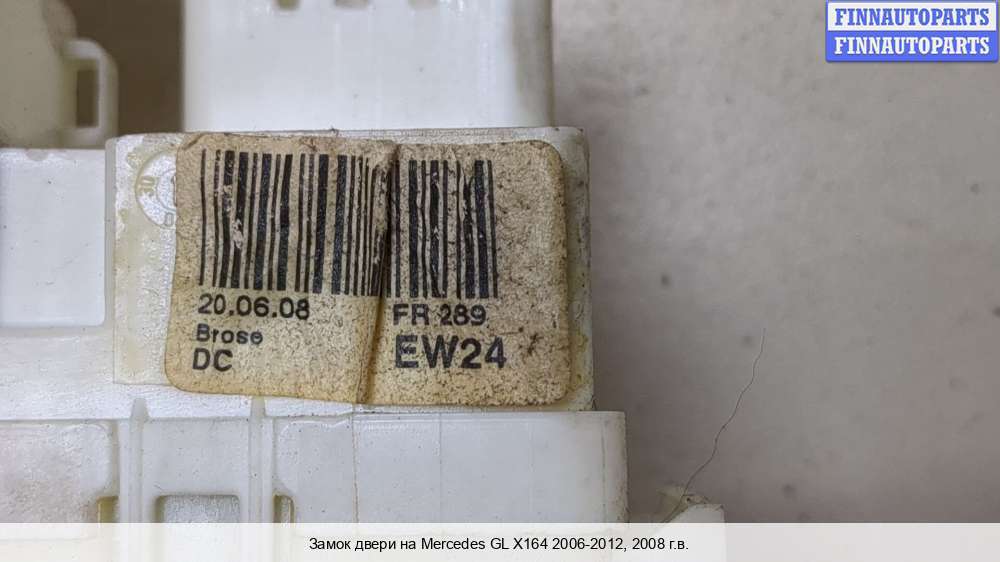 FINNAUTOPARTS
FINNAUTOPARTS
30
20.06.08
FR 289
Brose
EW24
DC
Замок двери на Mercedes GL X164 2006-2012, 2008 г.в.